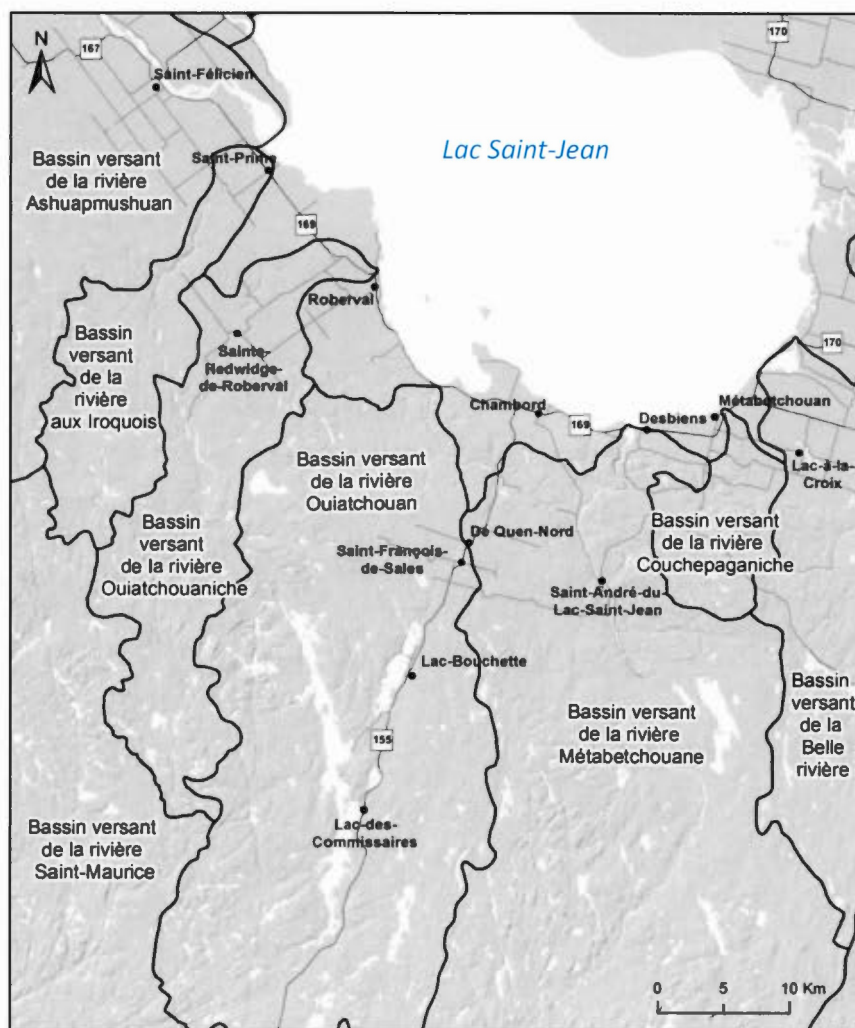 170
167
N
Saint-Félicien
Lac Saint-Jean
Saint-Prime
Bassin versant
de la rivière
Ashuapmushuan
169
Roberval
Bassin
versant
de la
rivière
aux Iroquois
Sainte-
Hedwidge-
de-Roberval
170
Chambord
169
Desbiens
Métabetchouan
Lac-à-la-
Croix
Bassin versant
de la rivière
Ouiatchouan
Bassin
versant
de la rivière
Ouiatchouaniche
De Quen-Nord
Saint-François-
de-Sales
Bassin versant
de la rivière
Couchepaganiche
Saint-André-du-
Lac-Saint-Jean
Lac-Bouchette
Bassin versant
de la rivière
Métabetchouane
Bassin
versant
de la
Belle
rivière
155
Lac-des-
Commissaires
Bassin versant
de la rivière
Saint-Maurice
0 5 10 Km